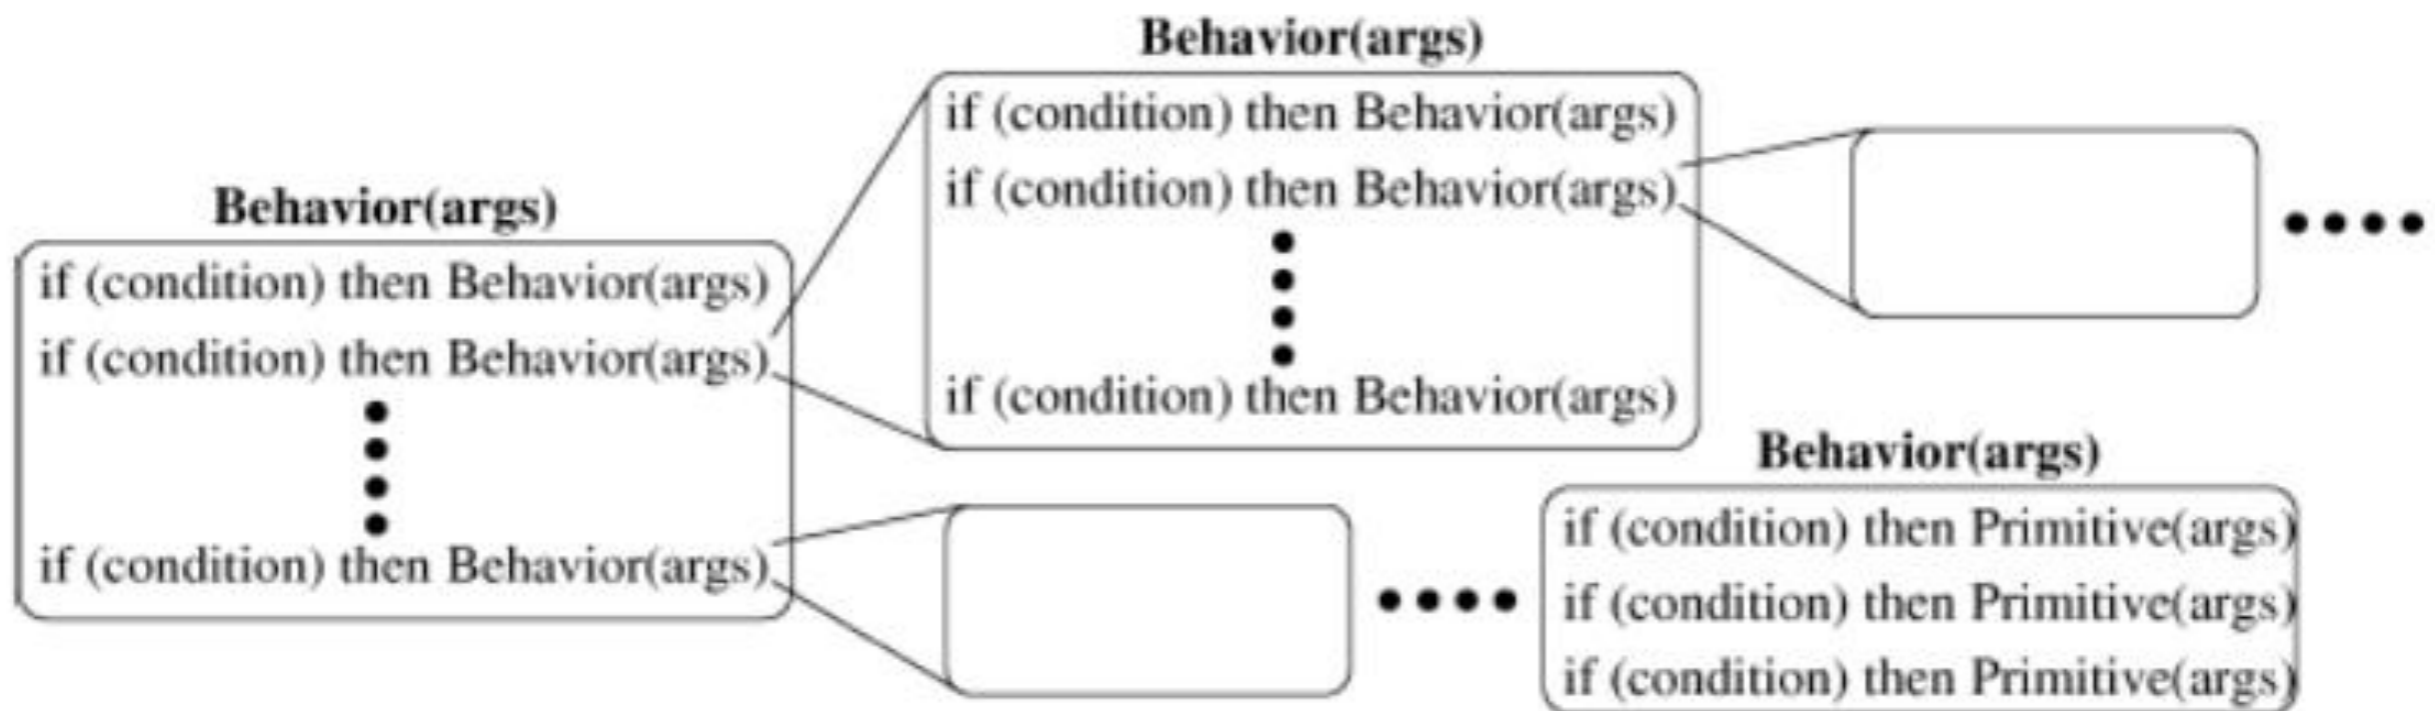 Behavior(args)
if (condition) then Behavior(args)
if (condition) then Behavior(args)
if (condition) then Behavior(args)
Behavior(args)
if (condition) then Behavior(args)
if (condition) then Behavior(args)
if (condition) then Behavior(args)
Behavior(args)
if (condition) then Primitive(args)
if (condition) then Primitive(args)
if (condition) then Primitive(args)